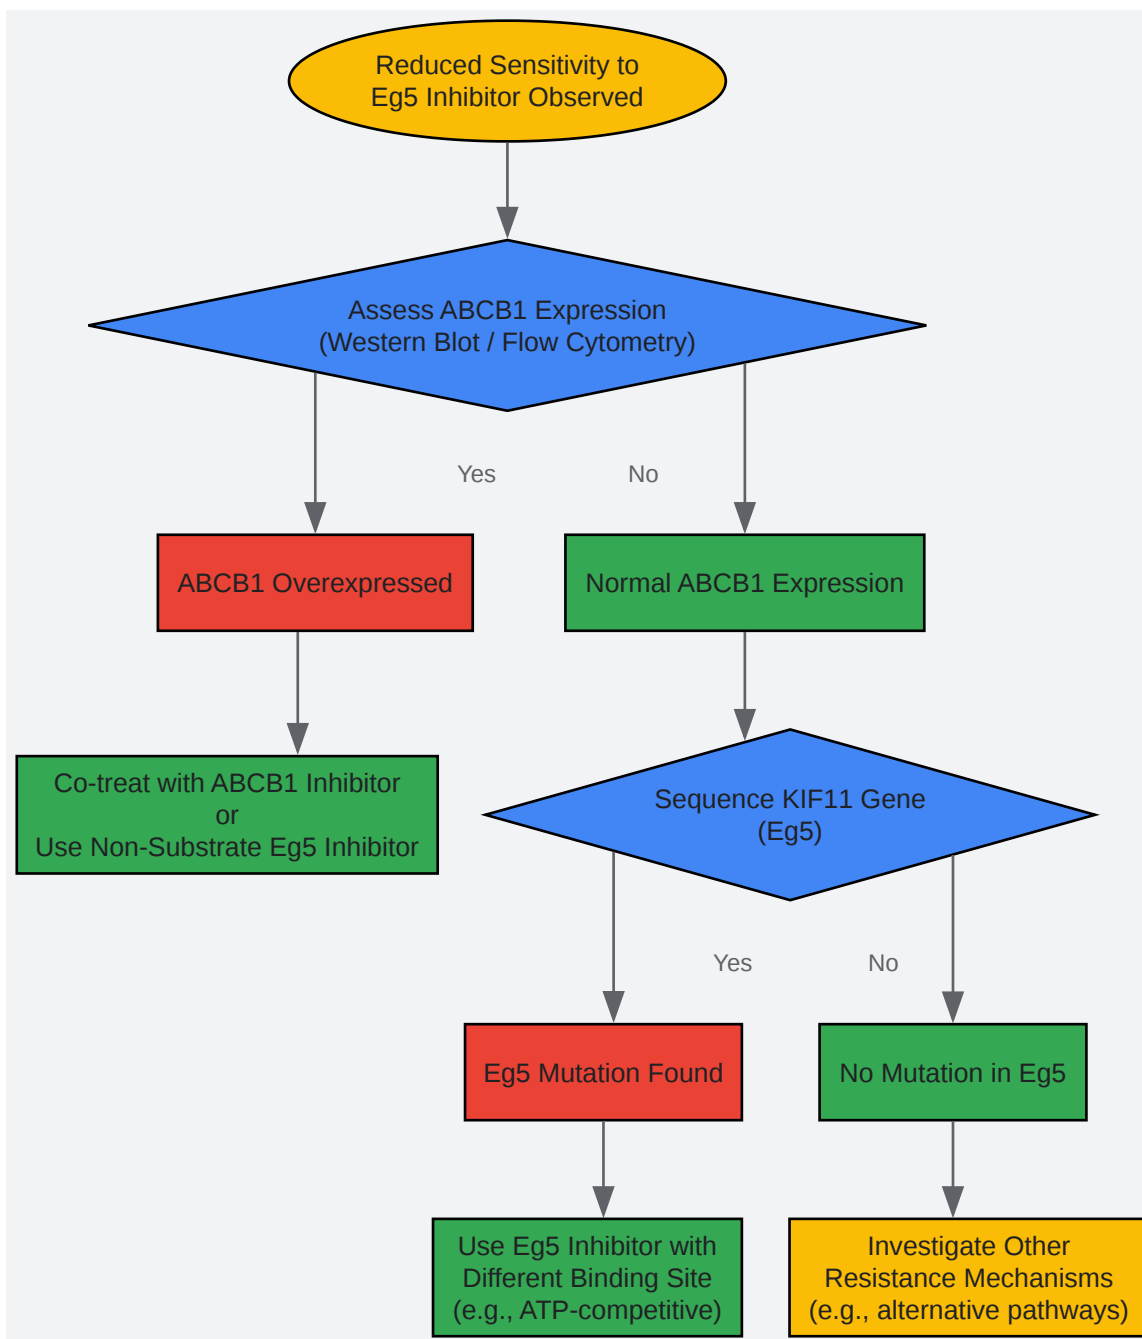 Reduced Sensitivity to
Eg5 Inhibitor Observed
Assess ABCB1 Expression
(Western Blot / Flow Cytometry)
Yes
No
ABCB1 Overexpressed
Normal ABCB1 Expression
Co-treat with ABCB1 Inhibitor
or
Use Non-Substrate Eg5 Inhibitor
Sequence KIF11 Gene
(Eg5)
Yes
No
Eg5 Mutation Found
No Mutation in Eg5
Use Eg5 Inhibitor with
Different Binding Site
(e.g., ATP-competitive)
Investigate Other
Resistance Mechanisms
(e.g., alternative pathways)